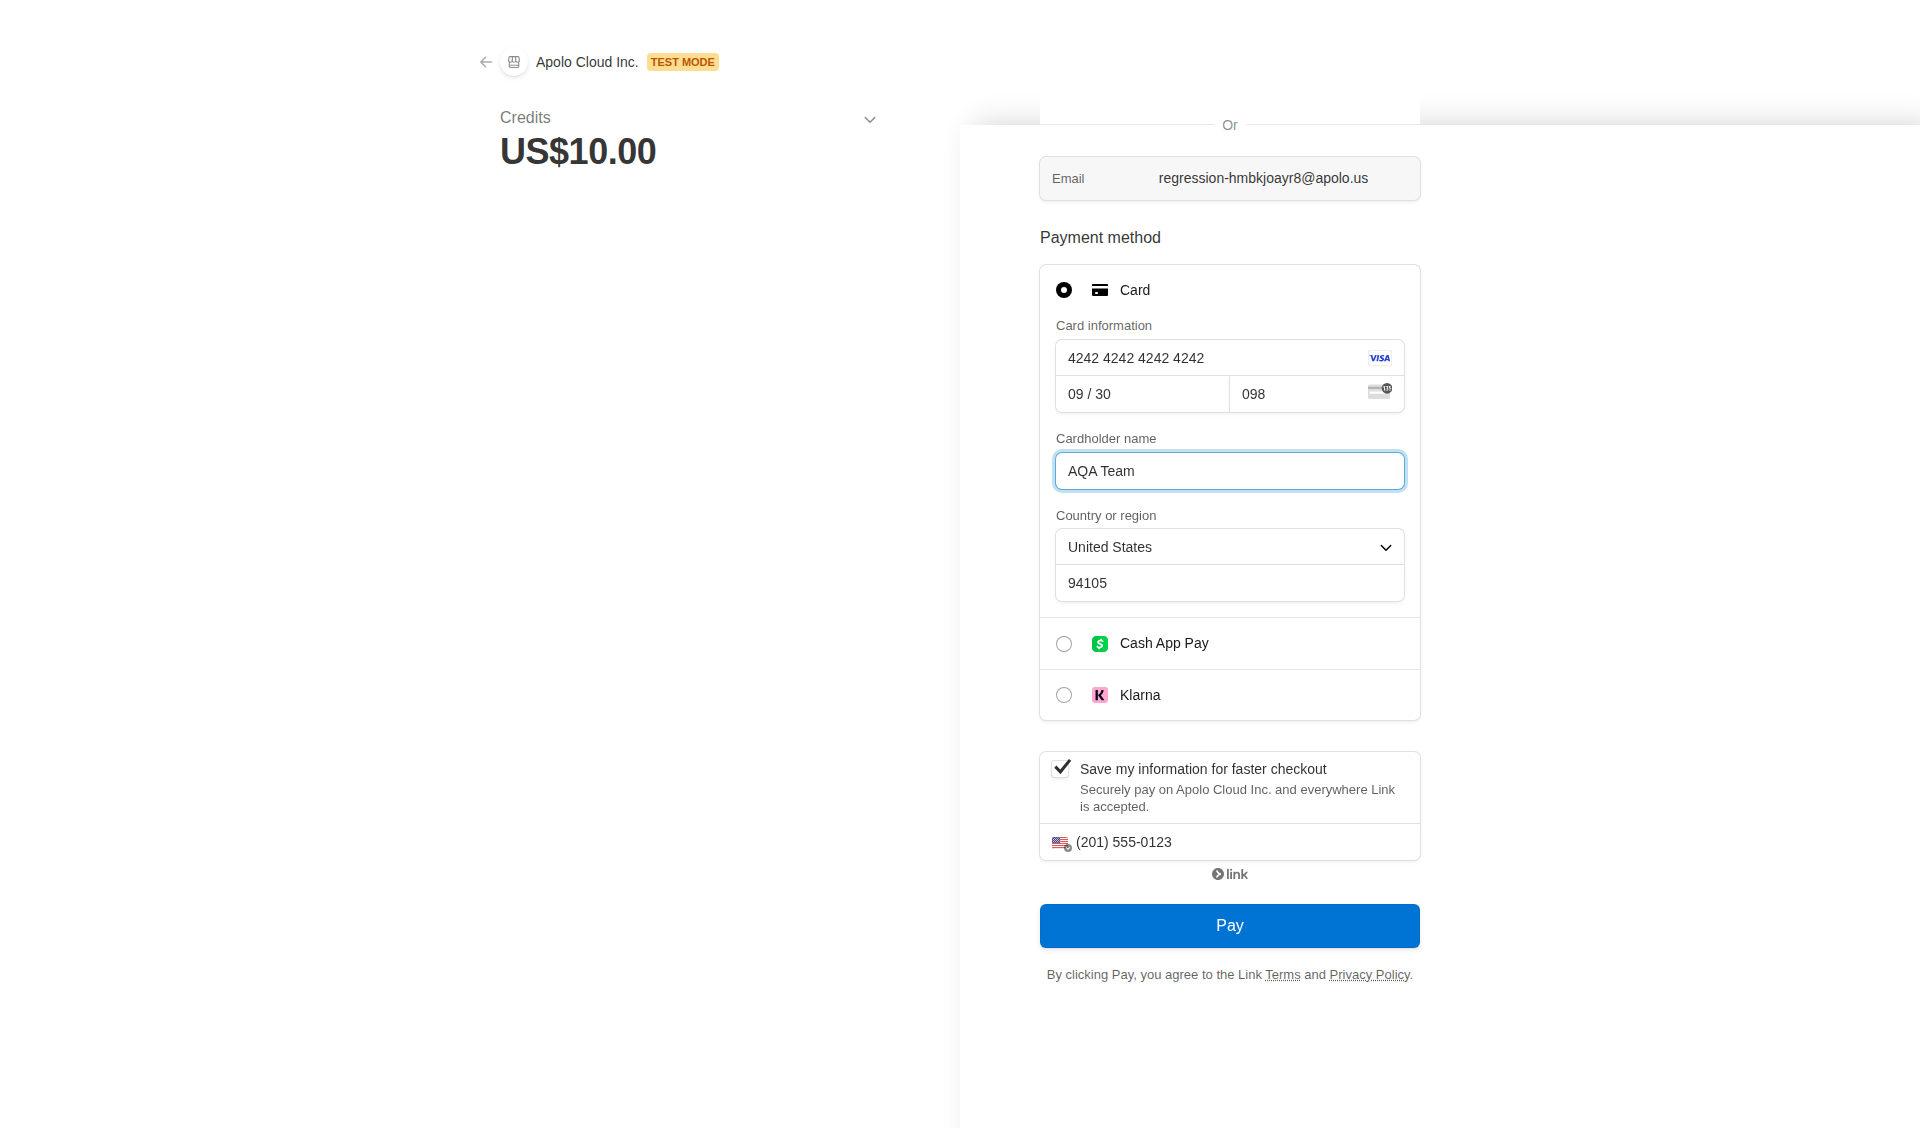 Apolo Cloud Inc. TEST MODE
Credits
US$10.00
Or
Email regression-hmbkjoayr8@apolo.us
Payment method
Card
Card information
4242 4242 4242 4242 VISA
09 / 30 098
Cardholder name
AQA Team
Country or region
United States
94105
Cash App Pay
Klarna
Save my information for faster checkout
Securely pay on Apolo Cloud Inc. and everywhere Link
is accepted.
(201) 555-0123
link
Pay
By clicking Pay, you agree to the Link Terms and Privacy Policy.